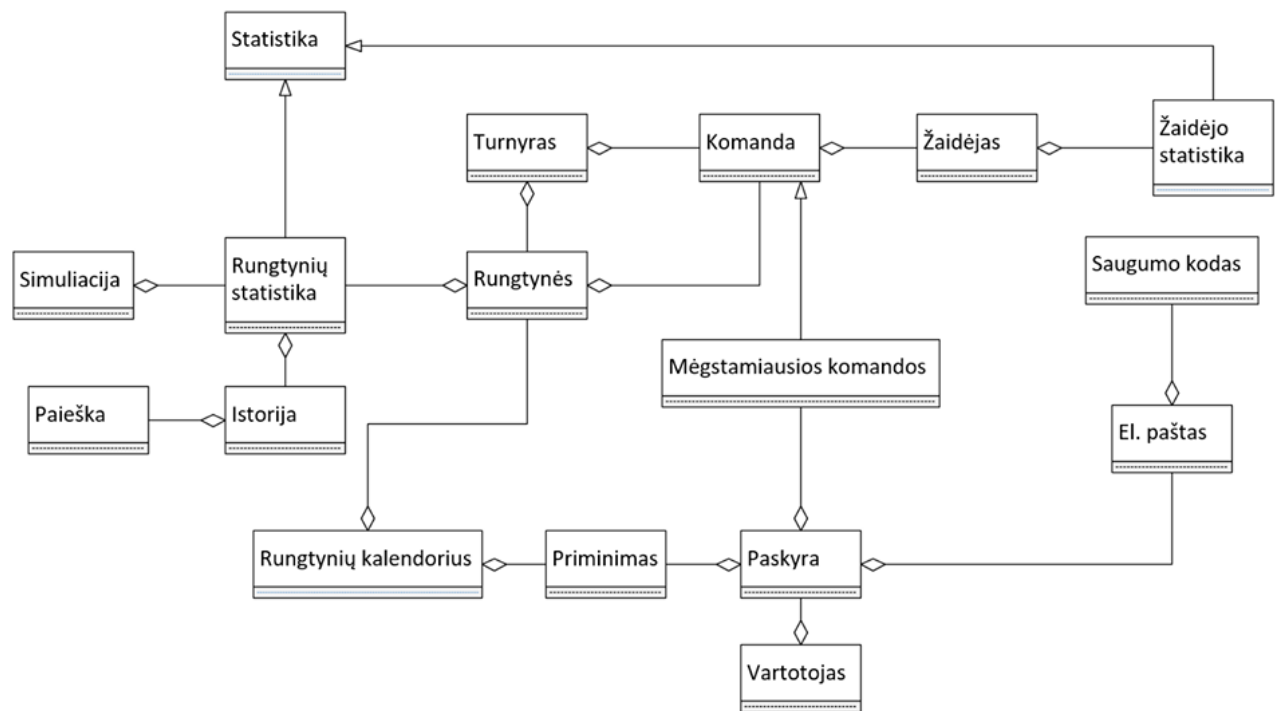 Statistika
Turnyras
Komanda
Žaidėjas
Žaidėjo
statistika
Simuliacija
Rungtynių
statistika
Rungtynės
Saugumo kodas
Mėgstamiausios komandos
Paieška
Istorija
El. paštas
Rungtynių kalendorius
Priminimas
Paskyra
Vartotojas